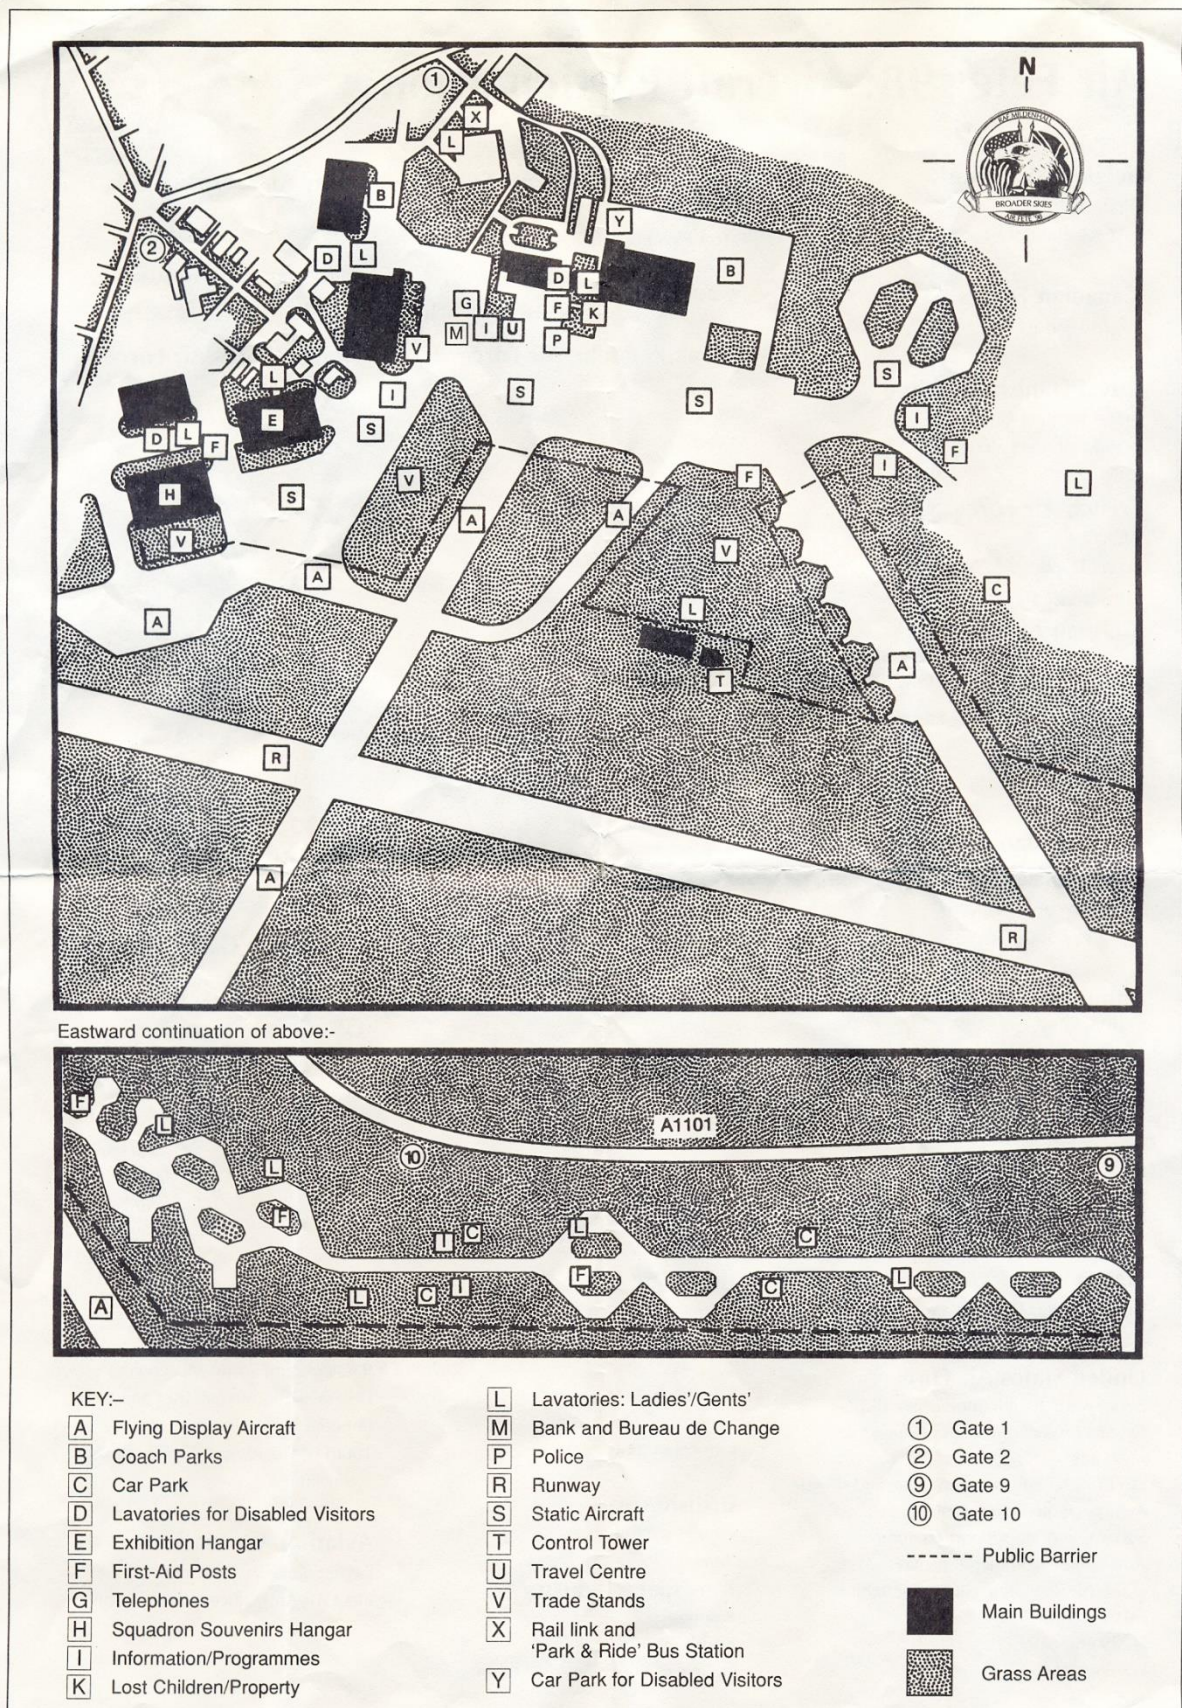 1
N
X
L
RAF MILDENHALL
BROADER SKIES
AIR FETE
B
Y
2
D
L
B
D
L
G
F
K
M
I
U
P
V
L
S
I
S
S
I
E
S
D
L
F
I
F
H
S
V
A
A
F
L
V
V
A
A
L
C
T
A
R
A
R
Eastward continuation of above:-
F
L
A1101
L
10
9
F
I
C
L
C
L
C
I
F
C
L
A
KEY:–
A Flying Display Aircraft
B Coach Parks
C Car Park
D Lavatories for Disabled Visitors
E Exhibition Hangar
F First-Aid Posts
G Telephones
H Squadron Souvenirs Hangar
I Information/Programmes
K Lost Children/Property
L Lavatories: Ladies'/Gents'
M Bank and Bureau de Change
P Police
R Runway
S Static Aircraft
T Control Tower
U Travel Centre
V Trade Stands
X Rail link and
'Park & Ride' Bus Station
Y Car Park for Disabled Visitors
1 Gate 1
2 Gate 2
9 Gate 9
10 Gate 10
Public Barrier
Main Buildings
Grass Areas